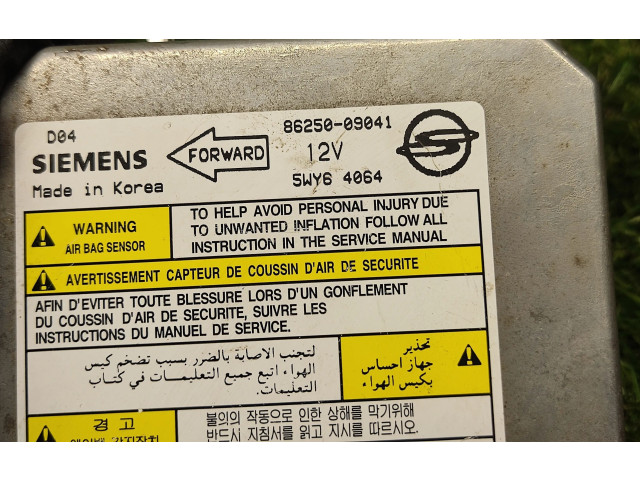 D04
86250-09041
SIEMENS
FORWARD
12V
Made in Korea
5WY6 4064
WARNING
AIR BAG SENSOR
TO HELP AVOID PERSONAL INJURY DUE
TO UNWANTED INFLATION FOLLOW ALL
INSTRUCTION IN THE SERVICE MANUAL
AVERTISSEMENT CAPTEUR DE COUSSIN D'AIR DE SECURITE
AFIN D'EVITER TOUTE BLESSURE LORS D'UN GONFLEMENT
DU COUSSIN D'AIR DE SECURITE, SUIVRE LES
INSTRUCTIONS DU MANUEL DE SERVICE.
تحذير
جهاز احساس
بكيس الهواء
لتجنب الاصابة بالضرر بسبب تضخم كيس
الهواء اتبع جميع التعليمات في كتاب
التعليمات.
경 고
불의의 작동으로 인한 상해를 막기위해
반드시 지침서를 읽고 지시를 따르시오.